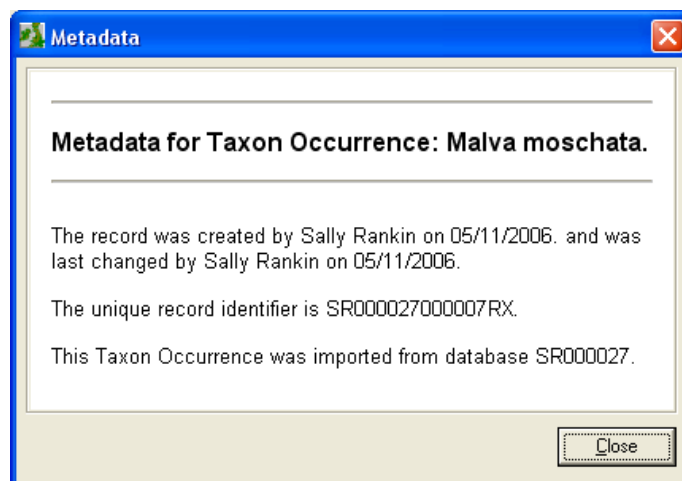 Metadata
Metadata for Taxon Occurrence: Malva moschata.
The record was created by Sally Rankin on 05/11/2006. and was
last changed by Sally Rankin on 05/11/2006.
The unique record identifier is SR000027000007RX.
This Taxon Occurrence was imported from database SR000027.
Close